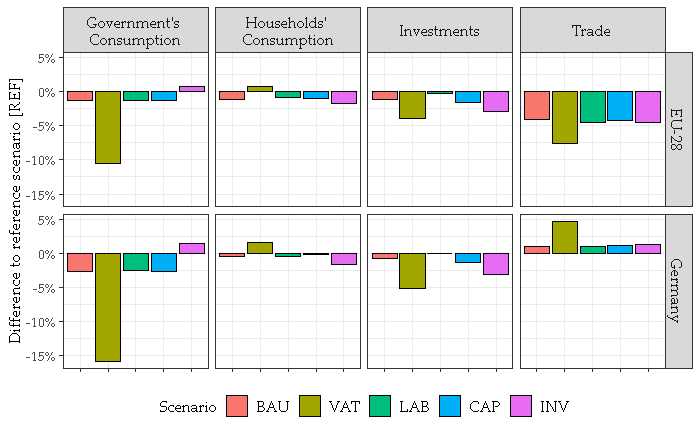 Government's
Consumption
Households'
Consumption
Investments
Trade
Difference to reference scenario [REF]
5%
0%
-5%
-10%
-15%
EU-28
5%
0%
-5%
-10%
-15%
Germany
Scenario BAU VAT LAB CAP INV